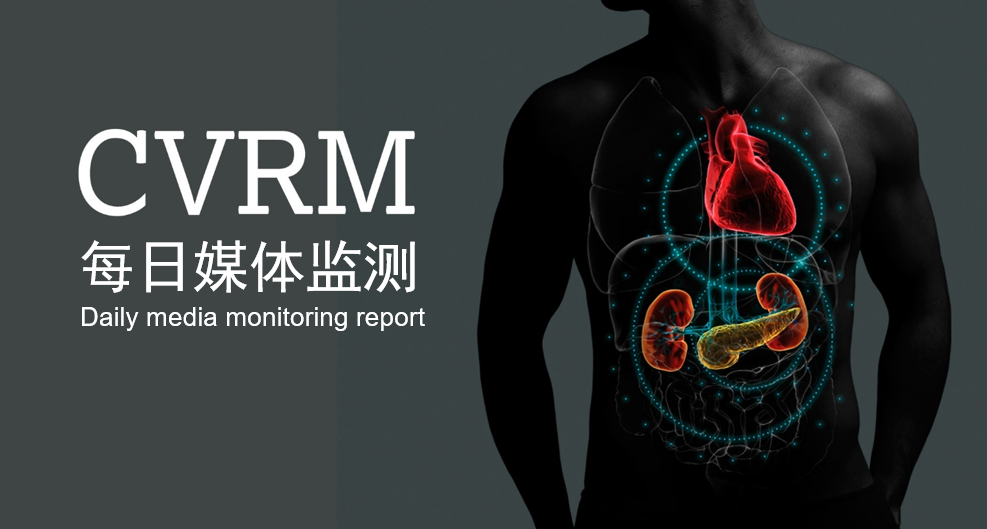 CVRM
每日媒体监测
Daily media monitoring report